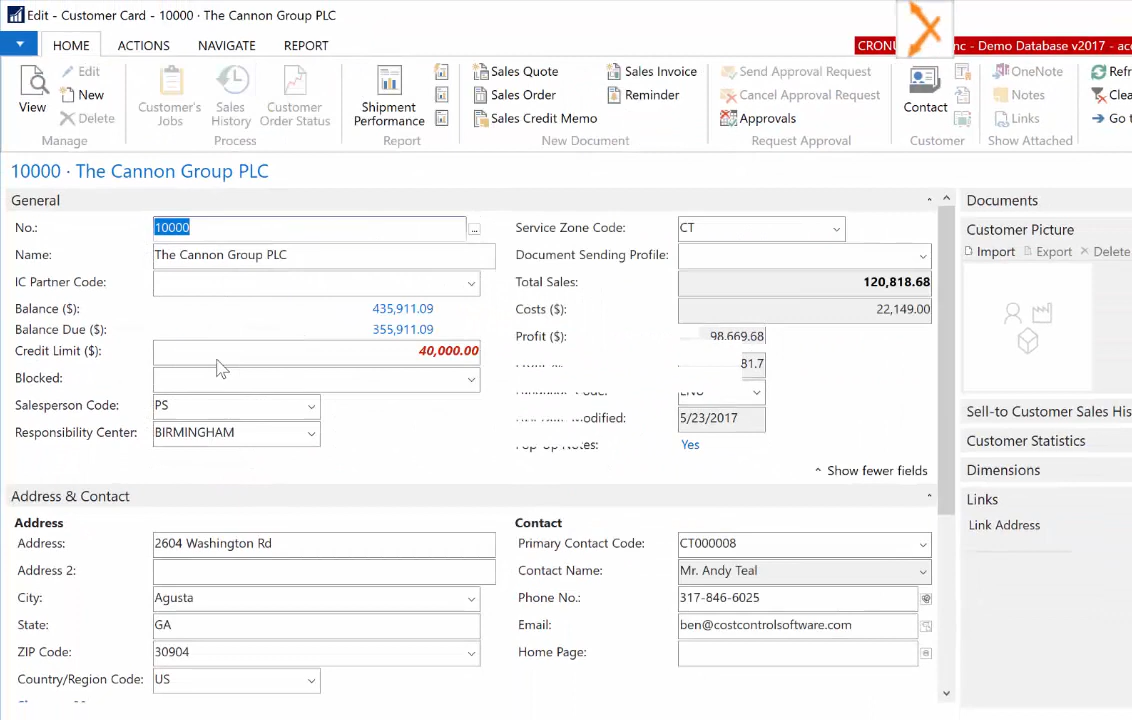 Edit - Customer Card - 10000 · The Cannon Group PLC
HOME ACTIONS NAVIGATE REPORT
- Demo Database v2017 -
View
Edit
New
Delete
Manage
Customer's Jobs
Sales History
Customer Order Status
Process
Shipment Performance
Report
Sales Quote
Sales Order
Sales Credit Memo
Sales Invoice
Reminder
New Document
Send Approval Request
Cancel Approval Request
Approvals
Request Approval
Contact
Customer
OneNote
Notes
Links
Show Attached
10000 · The Cannon Group PLC
General
No.: 10000 ...
Name: The Cannon Group PLC
IC Partner Code:
Balance ($): 435,911.09
Balance Due ($): 355,911.09
Credit Limit ($): 40,000.00
Blocked:
Salesperson Code: PS
Responsibility Center: BIRMINGHAM
Service Zone Code: CT
Document Sending Profile:
Total Sales: 120,818.68
Costs ($): 22,149.00
Profit ($): 98,669.68
81.7
Modified: 5/23/2017
Yes
Show fewer fields
Address & Contact
Address
Address: 2604 Washington Rd
Address 2:
City: Agusta
State: GA
ZIP Code: 30904
Country/Region Code: US
Contact
Primary Contact Code: CT000008
Contact Name: Mr. Andy Teal
Phone No.: 317-846-6025
Email: ben@costcontrolsoftware.com
Home Page:
Documents
Customer Picture
Import Export Delete
Sell-to Customer Sales
Customer Statistics
Dimensions
Links
Link Address